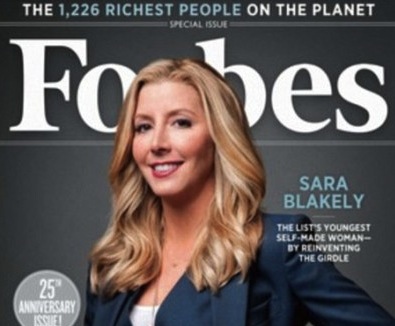 THE 1,226 RICHEST PEOPLE ON THE PLANET
SPECIAL ISSUE
Forbes
SARA
BLAKELY
THE LIST'S YOUNGEST
SELF-MADE WOMAN—
BY REINVENTING
THE GIRDLE
25TH
ANNIVERSARY
ISSUE!